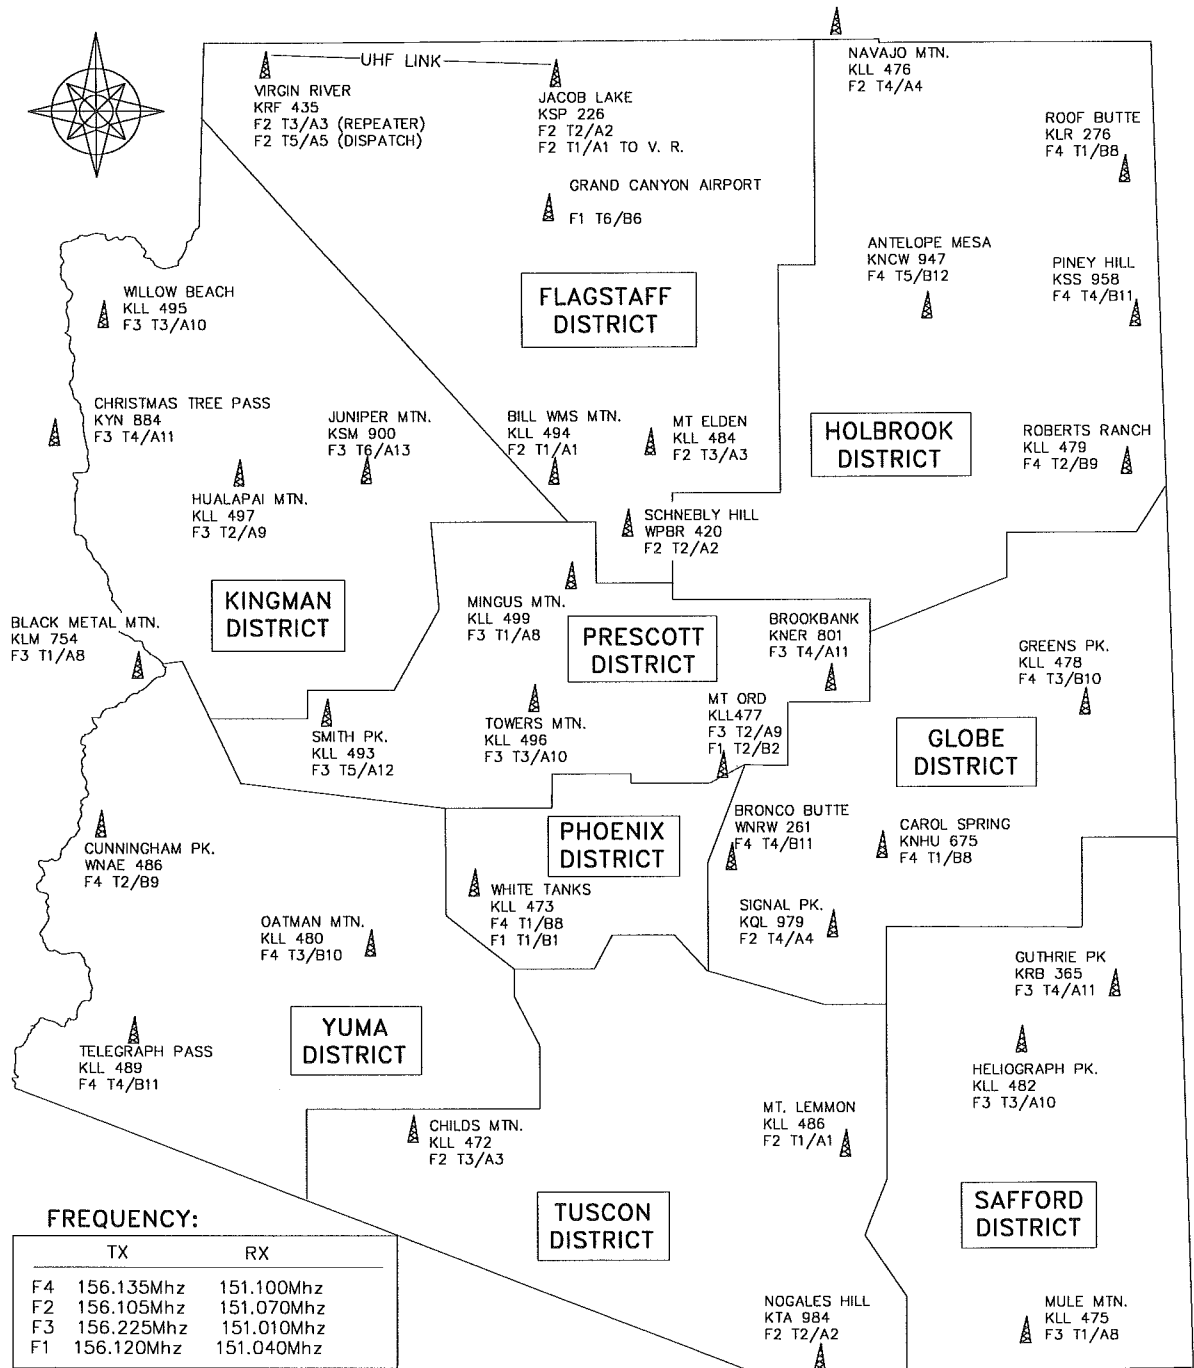 NAVAJO MTN.
KLL 476
F2 T4/A4
UHF LINK
VIRGIN RIVER
KRF 435
F2 T3/A3 (REPEATER)
F2 T5/A5 (DISPATCH)
JACOB LAKE
KSP 226
F2 T2/A2
F2 T1/A1 TO V. R.
ROOF BUTTE
KLR 276
F4 T1/B8
GRAND CANYON AIRPORT
F1 T6/B6
ANTELOPE MESA
KNCW 947
F4 T5/B12
PINEY HILL
KSS 958
F4 T4/B11
WILLOW BEACH
KLL 495
F3 T3/A10
FLAGSTAFF
DISTRICT
CHRISTMAS TREE PASS
KYN 884
F3 T4/A11
JUNIPER MTN.
KSM 900
F3 T6/A13
BILL WMS MTN.
KLL 494
F2 T1/A1
MT ELDEN
KLL 484
F2 T3/A3
HOLBROOK
DISTRICT
ROBERTS RANCH
KLL 479
F4 T2/B9
HUALAPAI MTN.
KLL 497
F3 T2/A9
SCHNEBLY HILL
WPBR 420
F2 T2/A2
KINGMAN
DISTRICT
MINGUS MTN.
KLL 499
F3 T1/A8
PRESCOTT
DISTRICT
BROOKBANK
KNER 801
F3 T4/A11
BLACK METAL MTN.
KLM 754
F3 T1/A8
GREENS PK.
KLL 478
F4 T3/B10
SMITH PK.
KLL 493
F3 T5/A12
TOWERS MTN.
KLL 496
F3 T3/A10
MT ORD
KLL477
F3 T2/A9
F1 T2/B2
GLOBE
DISTRICT
CUNNINGHAM PK.
WNAE 486
F4 T2/B9
PHOENIX
DISTRICT
BRONCO BUTTE
WNRW 261
F4 T4/B11
CAROL SPRING
KNHU 675
F4 T1/B8
WHITE TANKS
KLL 473
F4 T1/B8
F1 T1/B1
SIGNAL PK.
KQL 979
F2 T4/A4
OATMAN MTN.
KLL 480
F4 T3/B10
GUTHRIE PK
KRB 365
F3 T4/A11
YUMA
DISTRICT
TELEGRAPH PASS
KLL 489
F4 T4/B11
HELIOGRAPH PK.
KLL 482
F3 T3/A10
CHILDS MTN.
KLL 472
F2 T3/A3
MT. LEMMON
KLL 486
F2 T1/A1
TUSCON
DISTRICT
SAFFORD
DISTRICT
NOGALES HILL
KTA 984
F2 T2/A2
MULE MTN.
KLL 475
F3 T1/A8
FREQUENCY:
TX RX
F4 156.135Mhz 151.100Mhz
F2 156.105Mhz 151.070Mhz
F3 156.225Mhz 151.010Mhz
F1 156.120Mhz 151.040Mhz